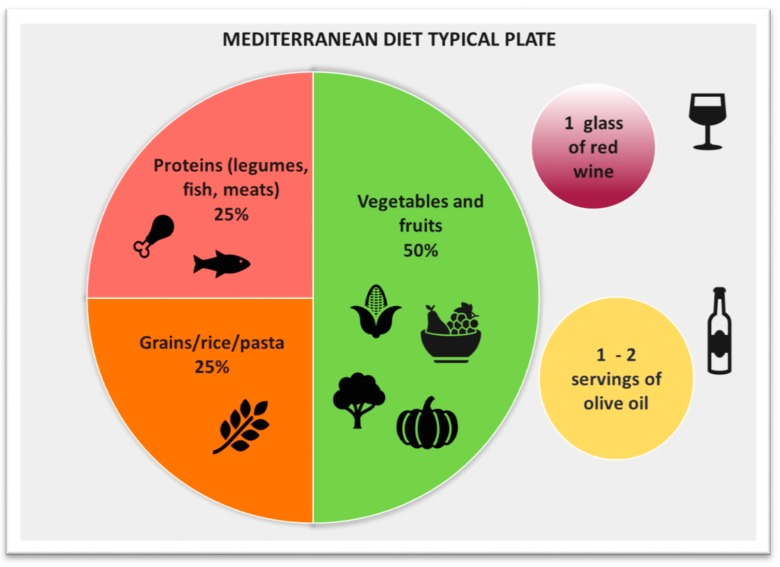 MEDITERRANEAN DIET TYPICAL PLATE
Proteins (legumes,
fish, meats)
25%
Vegetables and
fruits
50%
Grains/rice/pasta
25%
1 glass
of red
wine
1 - 2
servings of
olive oil